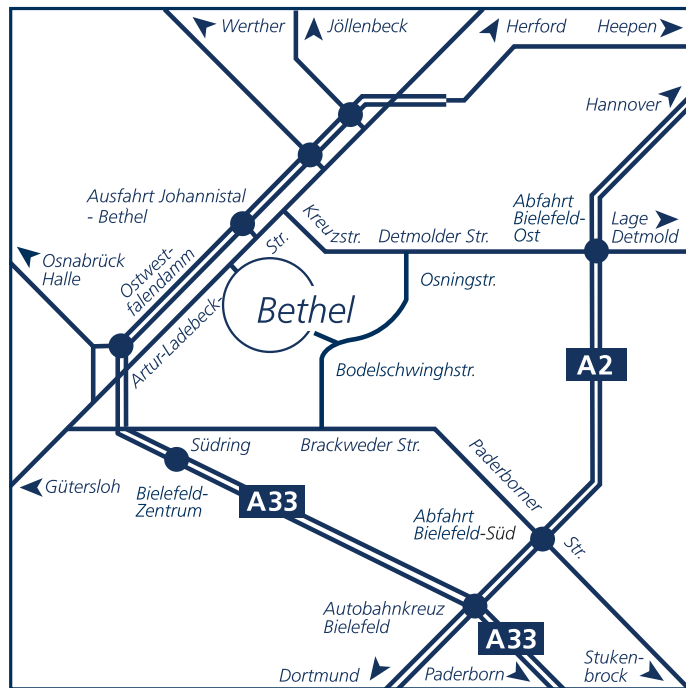 Werther
Jöllenbeck
Herford
Heepen
Hannover
Ausfahrt Johannistal
- Bethel
Kreuzstr.
Detmolder Str.
Abfahrt
Bielefeld-
Ost
Lage
Detmold
Osnabrück
Halle
Ostwest-
falendamm
Artur-Ladebeck-
Str.
Osningstr.
Bethel
A2
Bodelschwinghstr.
Südring
Brackweder Str.
Paderborner
Str.
Gütersloh
Bielefeld-
Zentrum
A33
Abfahrt
Bielefeld-Süd
Autobahnkreuz
Bielefeld
A33
Dortmund
Paderborn
Stuken-
brock